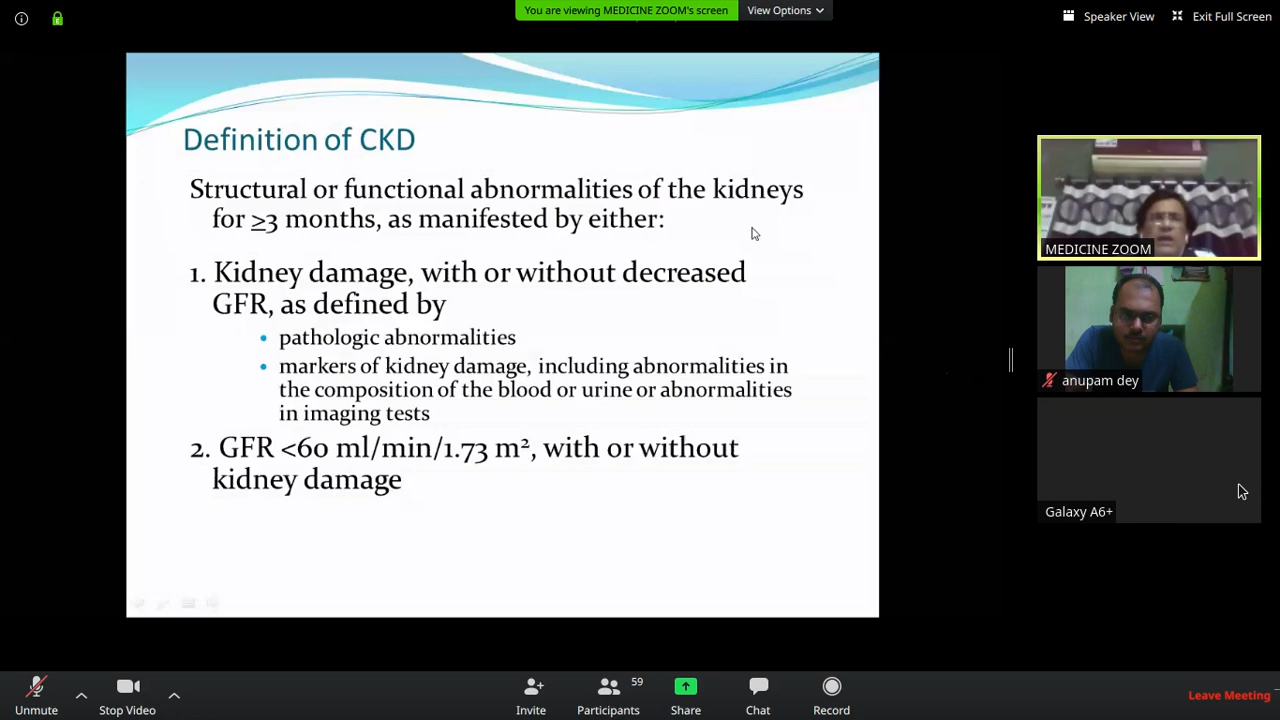 You are viewing MEDICINE ZOOM's screen
View Options
Speaker View
Exit Full Screen
Definition of CKD
Structural or functional abnormalities of the kidneys
for ≥3 months, as manifested by either:
1. Kidney damage, with or without decreased
GFR, as defined by
• pathologic abnormalities
• markers of kidney damage, including abnormalities in
the composition of the blood or urine or abnormalities
in imaging tests
2. GFR <60 ml/min/1.73 m², with or without
kidney damage
MEDICINE ZOOM
anupam dey
Galaxy A6+
Unmute
Stop Video
Invite
59
Participants
Share
Chat
Record
Leave Meeting